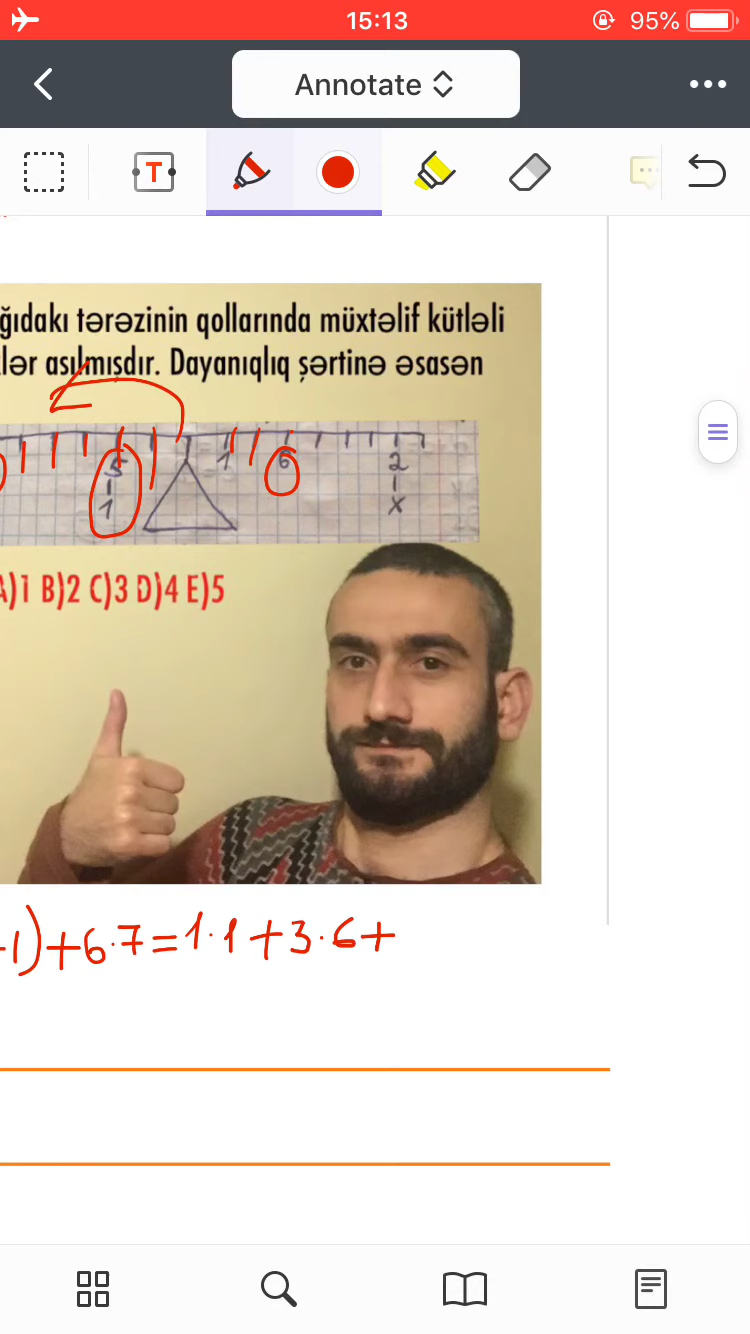 15:13
95%
Annotate
T
ğıdakı tərəzinin qollarında müxtəlif kütləli
lər asılmışdır. Dayanıqlıq şərtinə əsasən
5 1 6 2
1 x
A)1 B)2 C)3 D)4 E)5
-1)+6·7=1·1+3·6+